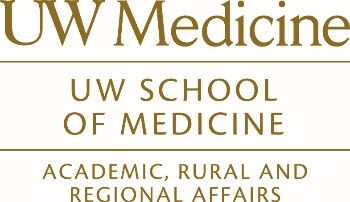 UW Medicine
UW SCHOOL
OF MEDICINE
ACADEMIC, RURAL AND
REGIONAL AFFAIRS